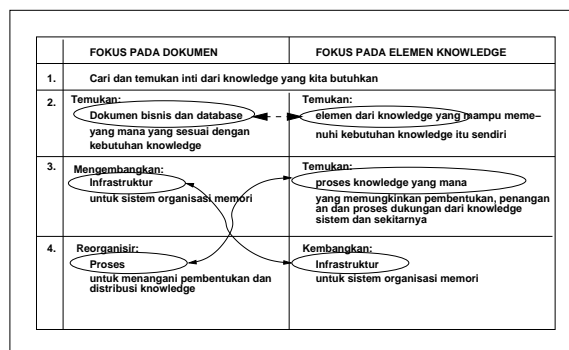 FOKUS PADA DOKUMEN
FOKUS PADA ELEMEN KNOWLEDGE
1. Cari dan temukan inti dari knowledge yang kita butuhkan
2. Temukan:
Dokumen bisnis dan database
yang mana yang sesuai dengan
kebutuhan knowledge
Temukan:
elemen dari knowledge yang mampu meme–
nuhi kebutuhan knowledge itu sendiri
3. Mengembangkan:
Infrastruktur
untuk sistem organisasi memori
Temukan:
proses knowledge yang mana
yang memungkinkan pembentukan, penangan
an dan proses dukungan dari knowledge
sistem dan sekitarnya
4. Reorganisir:
Proses
untuk menangani pembentukan dan
distribusi knowledge
Kembangkan:
Infrastruktur
untuk sistem organisasi memori